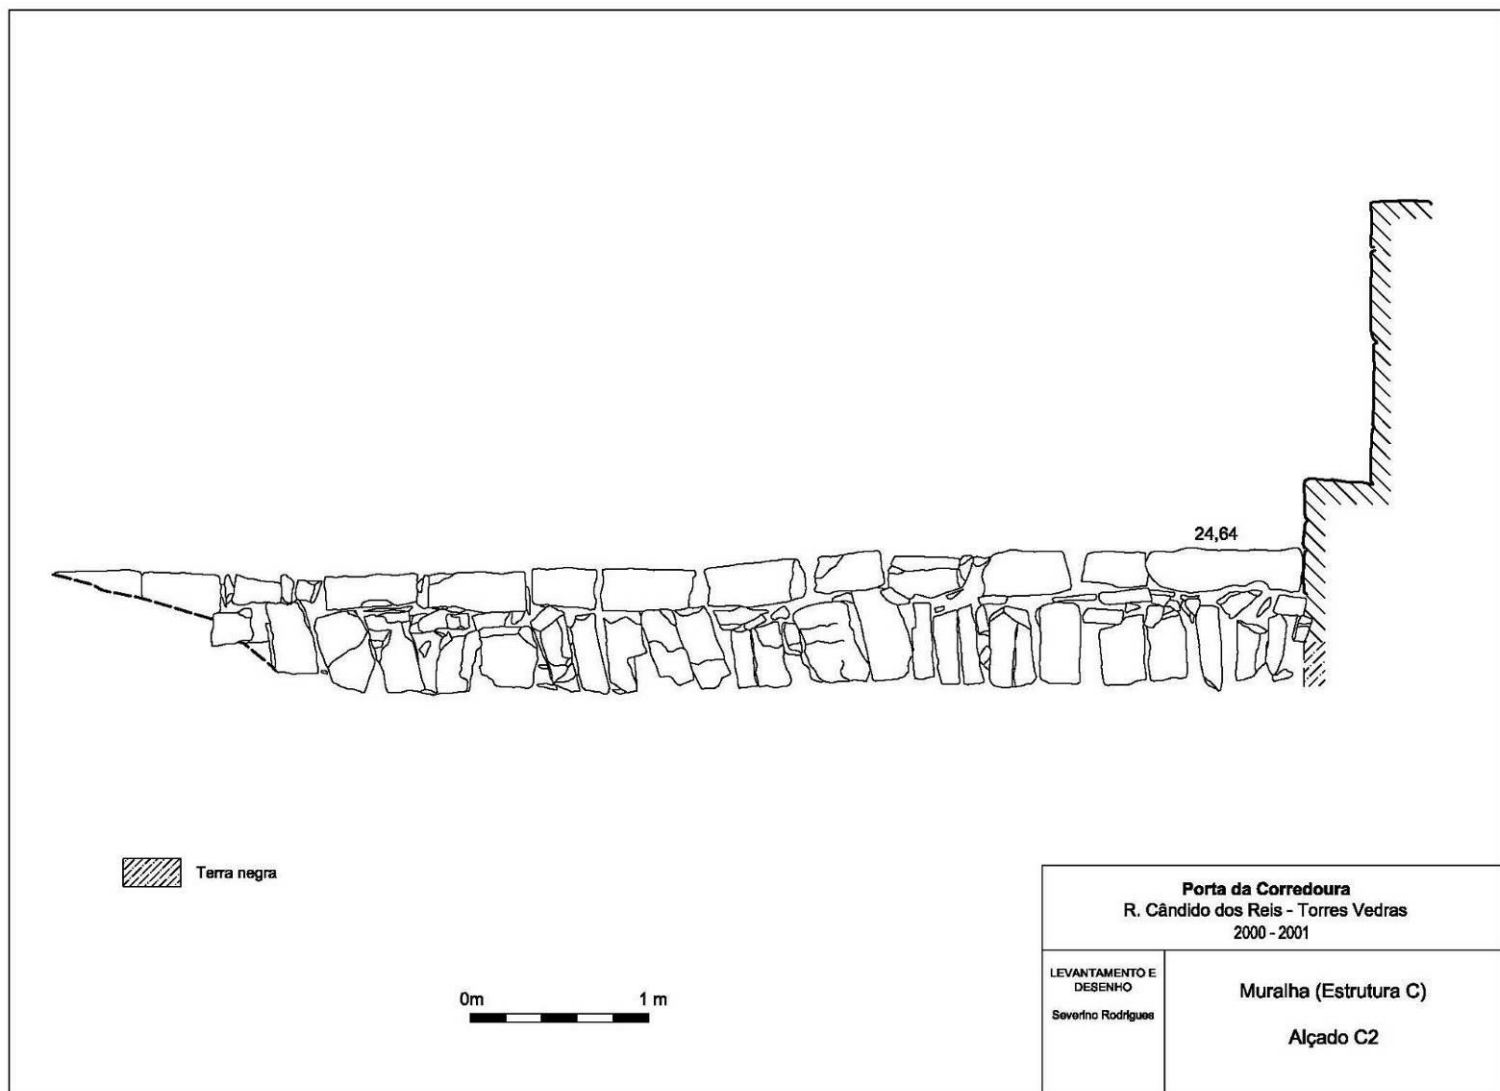 24,64
Terra negra
0m 1 m
Porta da Corredoura
R. Cândido dos Reis - Torres Vedras
2000 - 2001
LEVANTAMENTO E
DESENHO
Severino Rodrigues
Muralha (Estrutura C)
Alçado C2